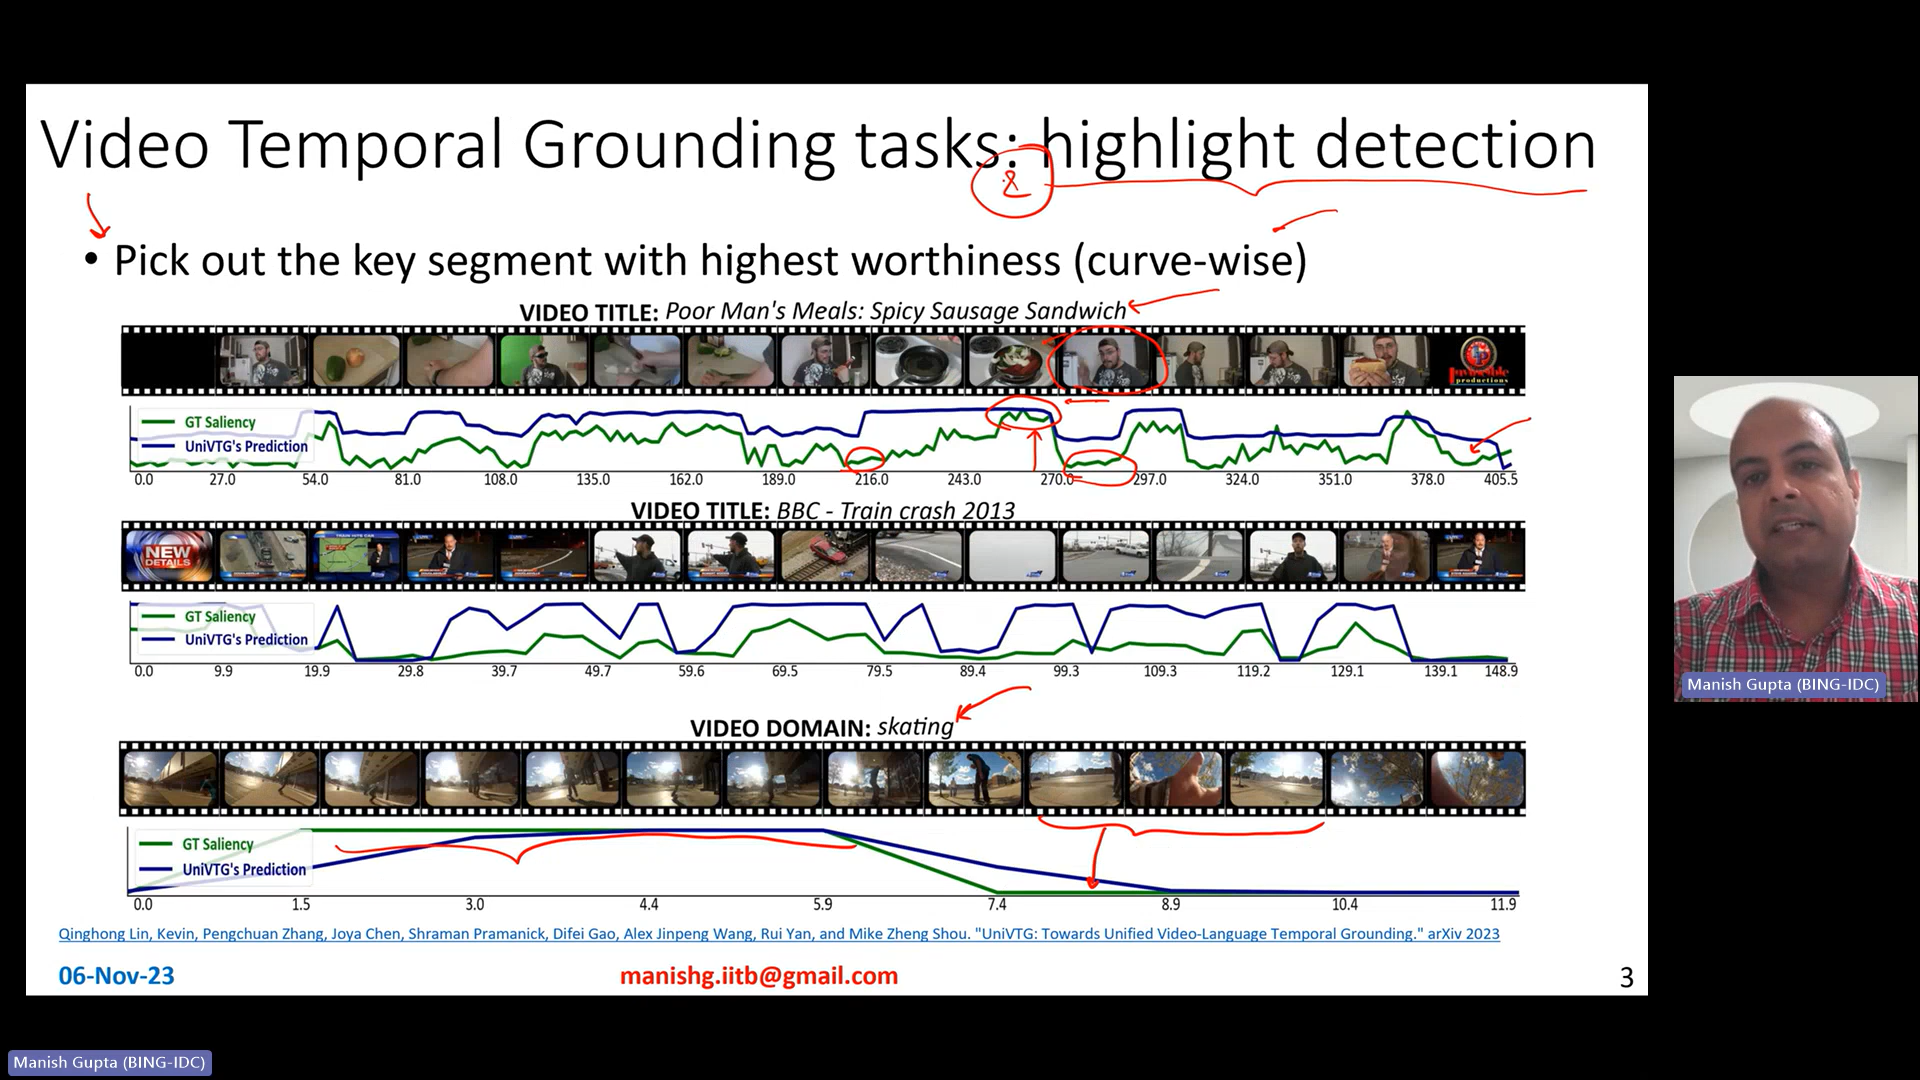 Video Temporal Grounding tasks: highlight detection
&
• Pick out the key segment with highest worthiness (curve-wise)
VIDEO TITLE: Poor Man's Meals: Spicy Sausage Sandwich
GT Saliency
UniVTG's Prediction
0.0 27.0 54.0 81.0 108.0 135.0 162.0 189.0 216.0 243.0 270.0 297.0 324.0 351.0 378.0 405.5
VIDEO TITLE: BBC - Train crash 2013
NEW
DETAILS
TRAIN HITS CAR
GT Saliency
UniVTG's Prediction
0.0 9.9 19.9 29.8 39.7 49.7 59.6 69.5 79.5 89.4 99.3 109.3 119.2 129.1 139.1 148.9
VIDEO DOMAIN: skating
GT Saliency
UniVTG's Prediction
0.0 1.5 3.0 4.4 5.9 7.4 8.9 10.4 11.9
Qinghong Lin, Kevin, Pengchuan Zhang, Joya Chen, Shraman Pramanick, Difei Gao, Alex Jinpeng Wang, Rui Yan, and Mike Zheng Shou. "UniVTG: Towards Unified Video-Language Temporal Grounding." arXiv 2023
06-Nov-23 manishg.iitb@gmail.com 3
Manish Gupta (BING-IDC)
Manish Gupta (BING-IDC)